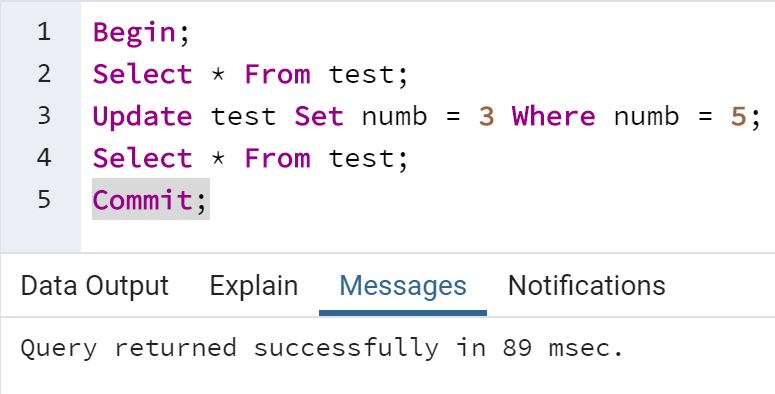 1 Begin;
2 Select * From test;
3 Update test Set numb = 3 Where numb = 5;
4 Select * From test;
5 Commit;
Data Output Explain Messages Notifications
Query returned successfully in 89 msec.